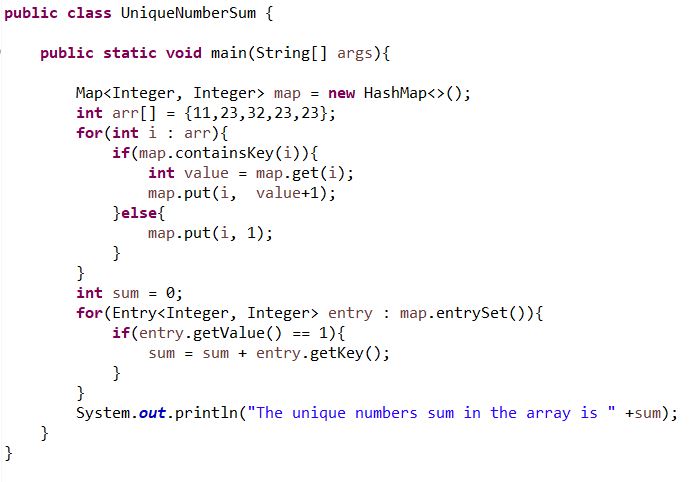 public class UniqueNumberSum {
public static void main(String[] args){
Map<Integer, Integer> map = new HashMap<>();
int arr[] = {11,23,32,23,23};
for(int i : arr){
if(map.containsKey(i)){
int value = map.get(i);
map.put(i,  value+1);
}else{
map.put(i, 1);
}
}
int sum = 0;
for(Entry<Integer, Integer> entry : map.entrySet()){
if(entry.getValue() == 1){
sum = sum + entry.getKey();
}
}
System.out.println("The unique numbers sum in the array is " +sum);
}
}